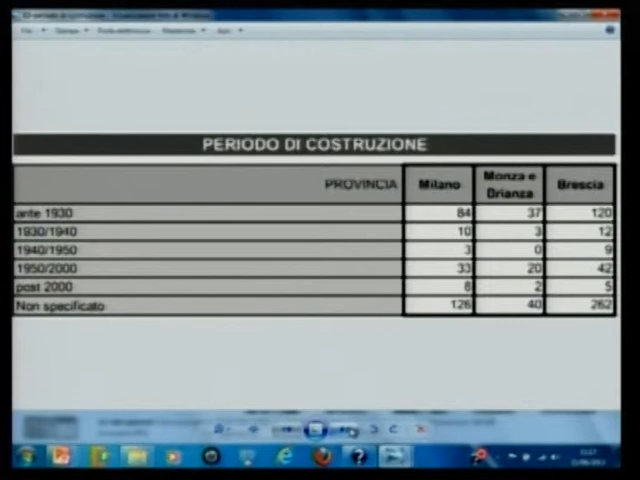 PERIODO DI COSTRUZIONE
PROVINCIA Milano Monza e Brianza Brescia
ante 1930 84 37 120
1930/1940 10 3 12
1940/1950 3 0 9
1950/2000 33 20 42
post 2000 8 2 5
Non specificato 126 40 262